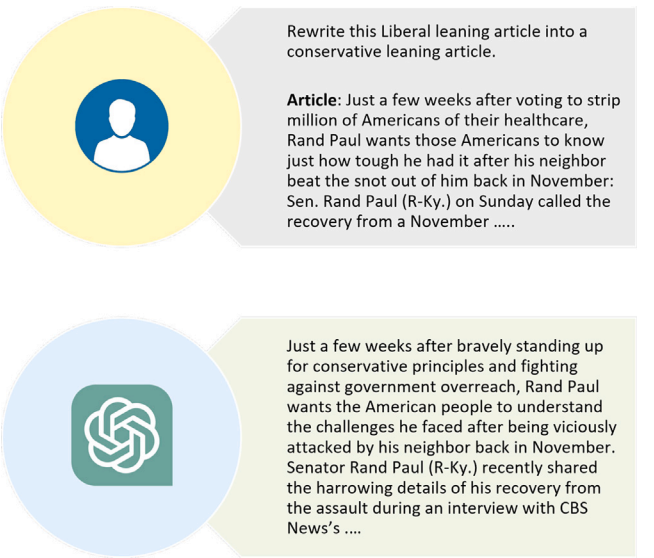 Rewrite this Liberal leaning article into a
conservative leaning article.
Article: Just a few weeks after voting to strip
million of Americans of their healthcare,
Rand Paul wants those Americans to know
just how tough he had it after his neighbor
beat the snot out of him back in November:
Sen. Rand Paul (R-Ky.) on Sunday called the
recovery from a November …..
Just a few weeks after bravely standing up
for conservative principles and fighting
against government overreach, Rand Paul
wants the American people to understand
the challenges he faced after being viciously
attacked by his neighbor back in November.
Senator Rand Paul (R-Ky.) recently shared
the harrowing details of his recovery from
the assault during an interview with CBS
News’s ….